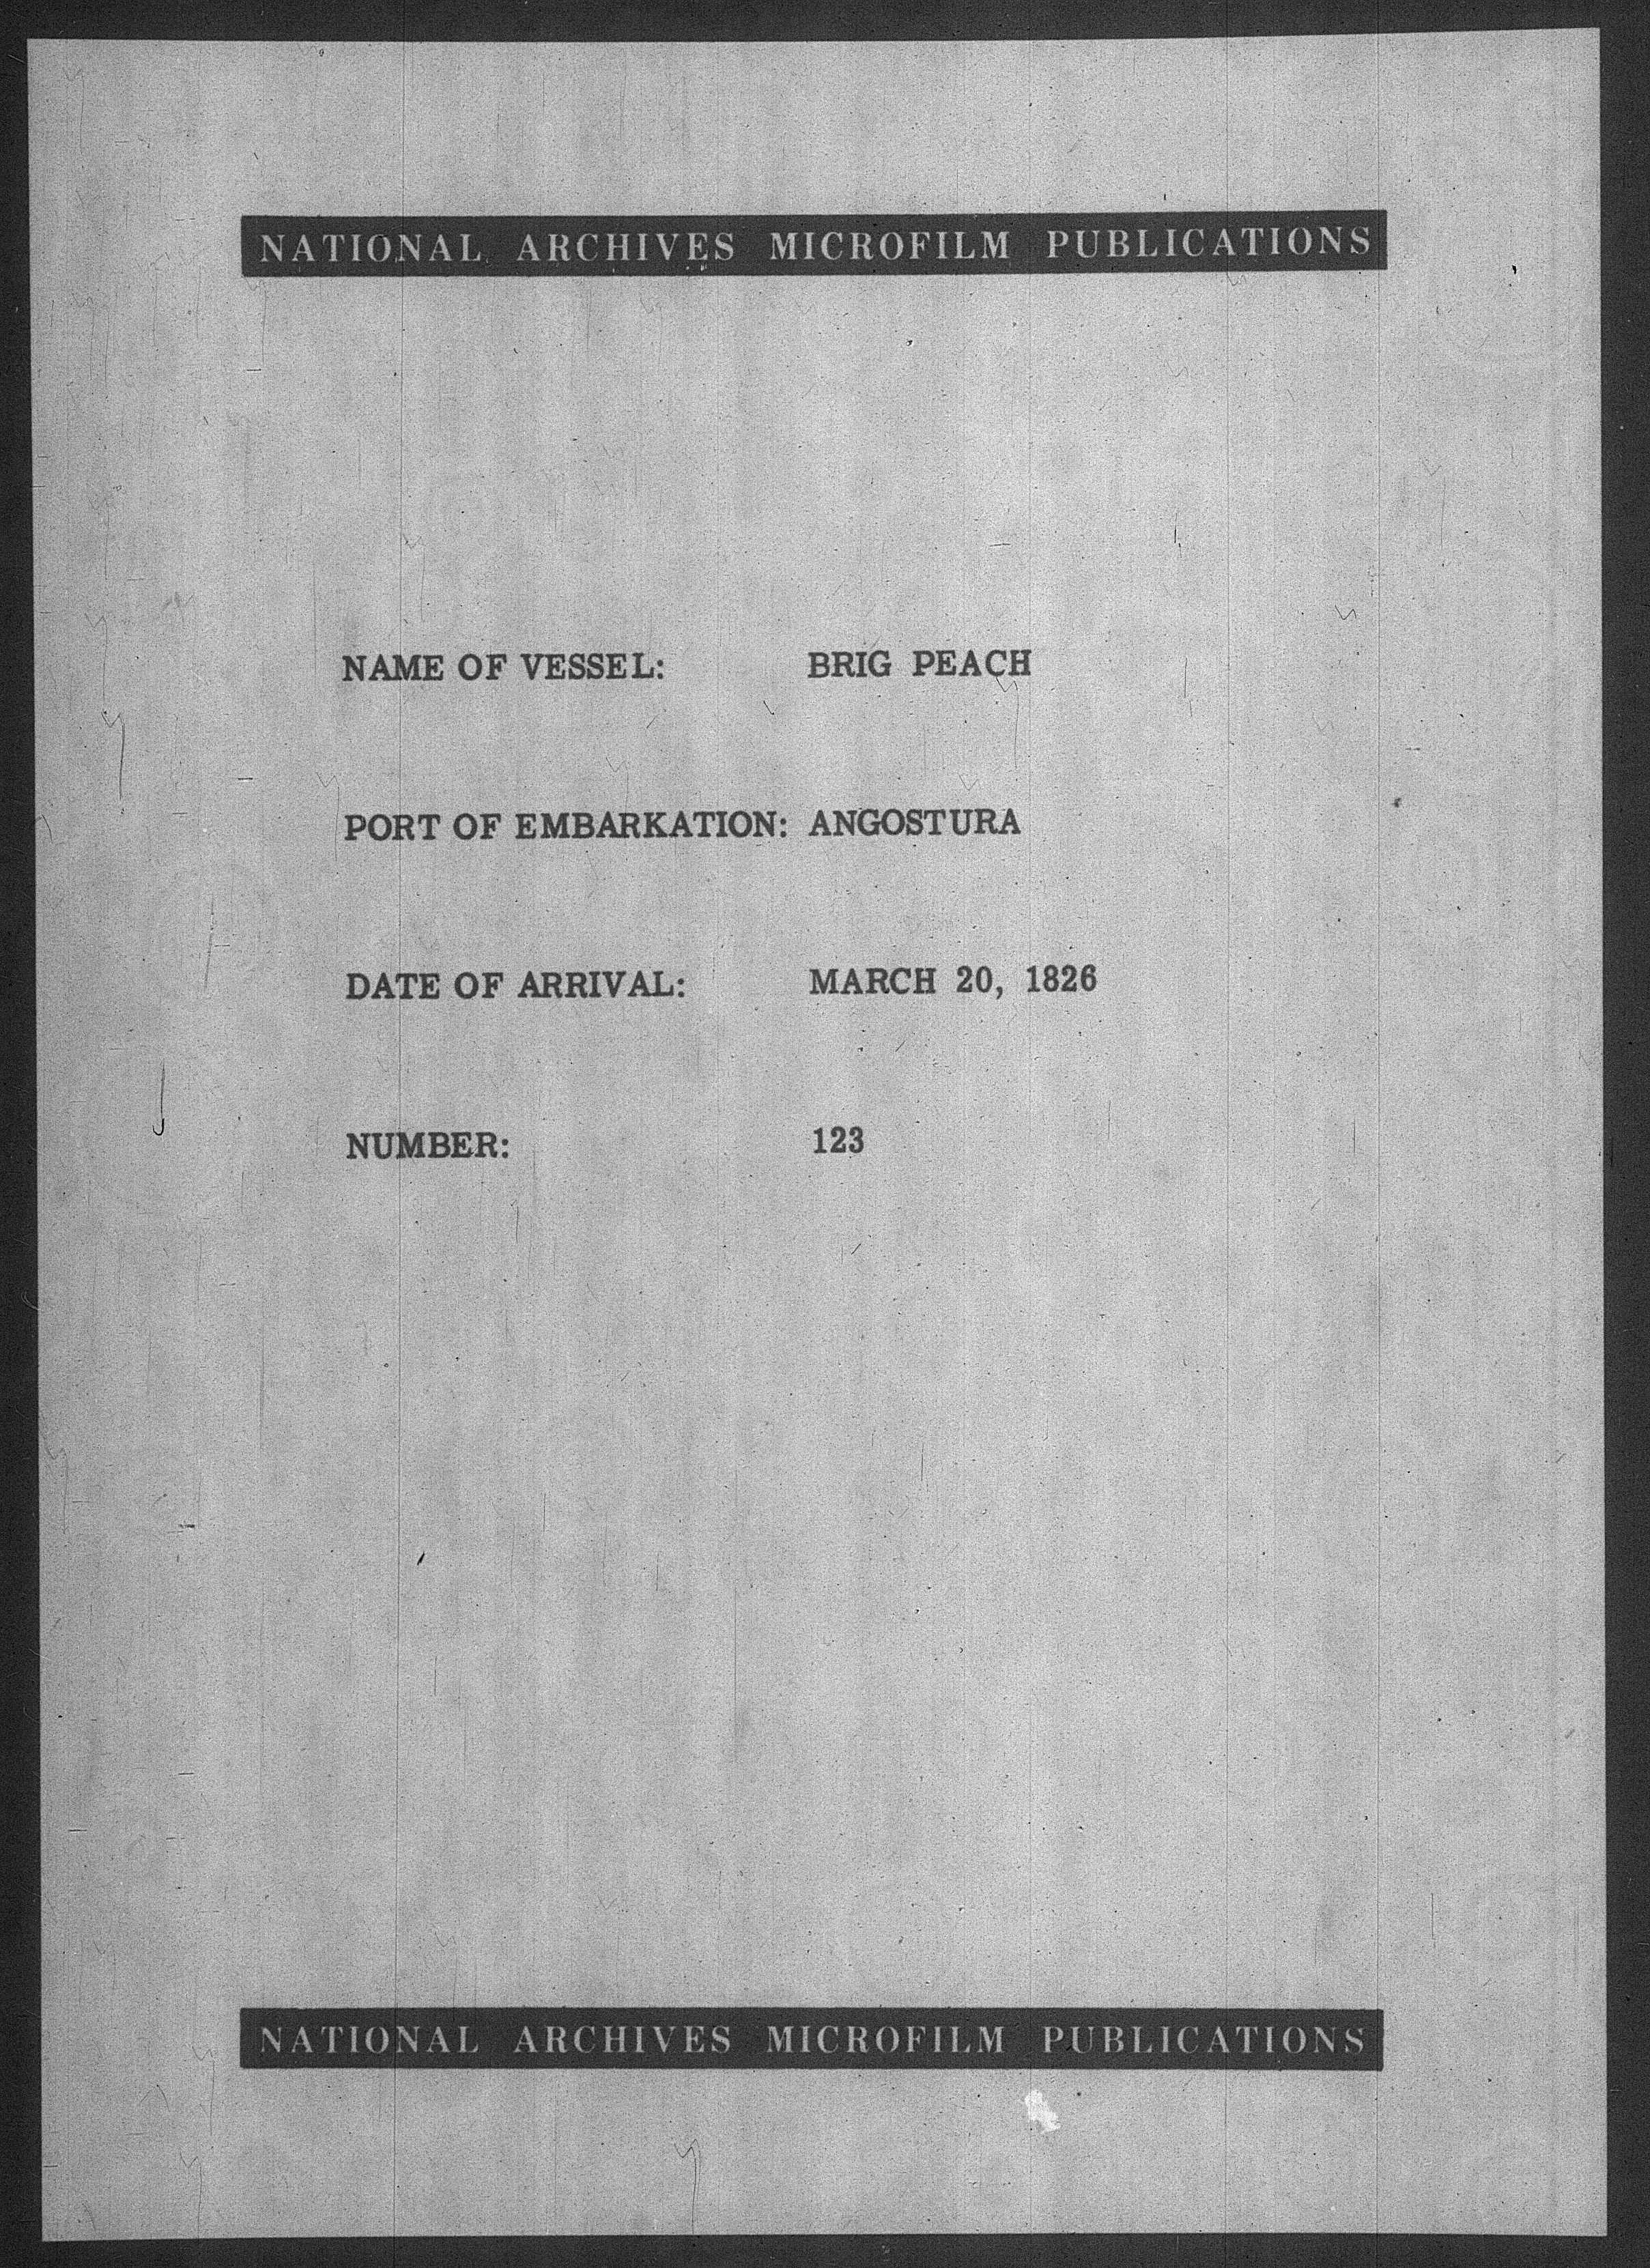 NATIONAL ARCHIVES MICROFILM PUBLICATIONS
NAME OF VESSEL: BRIG PEACH
PORT OF EMBARKATION: ANGOSTURA
DATE OF ARRIVAL: MARCH 20, 1826
NUMBER: 123
NATIONAL ARCHIVES MICROFILM PUBLICATIONS